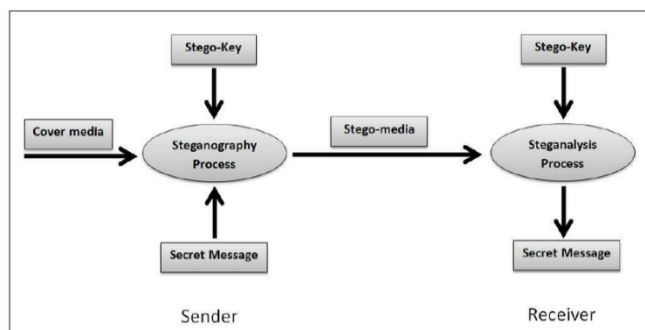 Stego-Key
Stego-Key
Cover media
Stego-media
Steganography
Process
Steganalysis
Process
Secret Message
Secret Message
Sender
Receiver